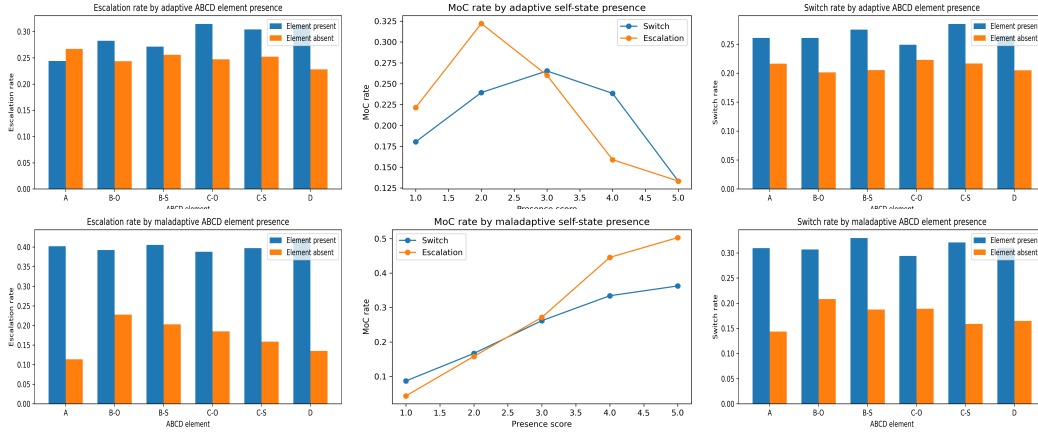 Escalation rate by adaptive ABCD element presence
Escalation rate
0.30
0.25
0.20
0.15
0.10
0.05
0.00
Element present
Element absent
A B-O B-S C-O C-S D
ABCD element
MoC rate by adaptive self-state presence
MoC rate
0.325
0.300
0.275
0.250
0.225
0.200
0.175
0.150
0.125
Switch
Escalation
1.0 1.5 2.0 2.5 3.0 3.5 4.0 4.5 5.0
Presence score
Switch rate by adaptive ABCD element presence
Switch rate
0.25
0.20
0.15
0.10
0.05
0.00
Element present
Element absent
A B-O B-S C-O C-S D
ABCD element
Escalation rate by maladaptive ABCD element presence
Escalation rate
0.40
0.35
0.30
0.25
0.20
0.15
0.10
0.05
0.00
Element present
Element absent
A B-O B-S C-O C-S D
ABCD element
MoC rate by maladaptive self-state presence
MoC rate
0.5
0.4
0.3
0.2
0.1
Switch
Escalation
1.0 1.5 2.0 2.5 3.0 3.5 4.0 4.5 5.0
Presence score
Switch rate by maladaptive ABCD element presence
Switch rate
0.30
0.25
0.20
0.15
0.10
0.05
0.00
Element present
Element absent
A B-O B-S C-O C-S D
ABCD element